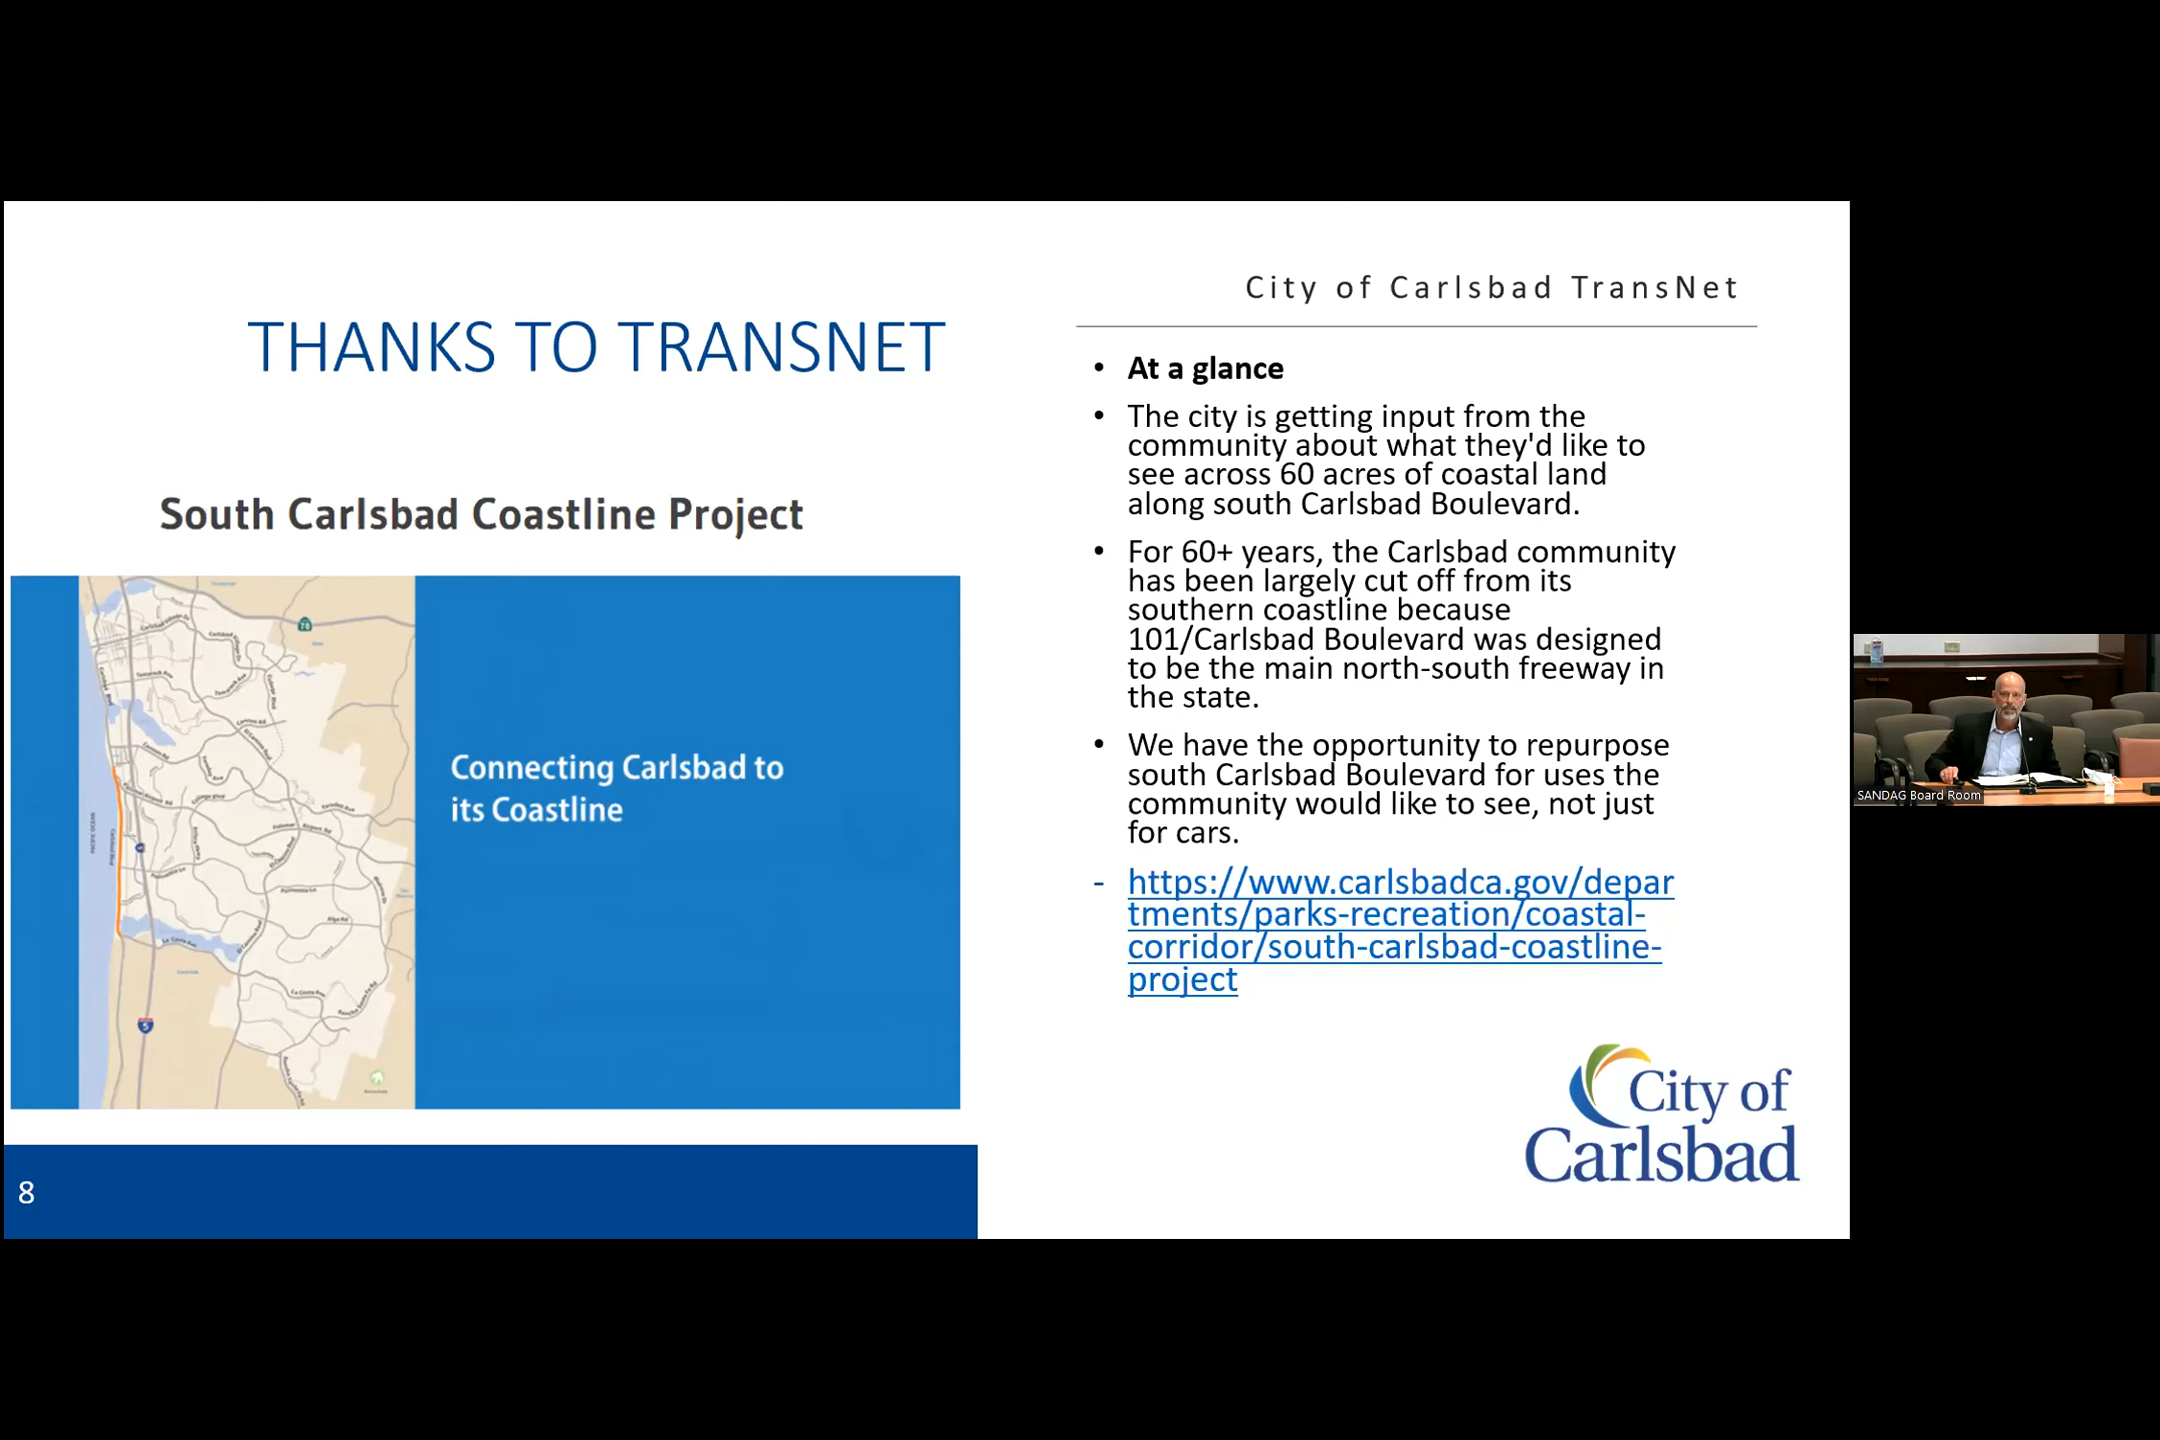 City of Carlsbad TransNet
THANKS TO TRANSNET
South Carlsbad Coastline Project
78
5
Connecting Carlsbad to
its Coastline
8
• At a glance
• The city is getting input from the
community about what they'd like to
see across 60 acres of coastal land
along south Carlsbad Boulevard.
• For 60+ years, the Carlsbad community
has been largely cut off from its
southern coastline because
101/Carlsbad Boulevard was designed
to be the main north-south freeway in
the state.
• We have the opportunity to repurpose
south Carlsbad Boulevard for uses the
community would like to see, not just
for cars.
- https://www.carlsbadca.gov/depar
tments/parks-recreation/coastal-
corridor/south-carlsbad-coastline-
project
City of
Carlsbad
SANDAG Board Room